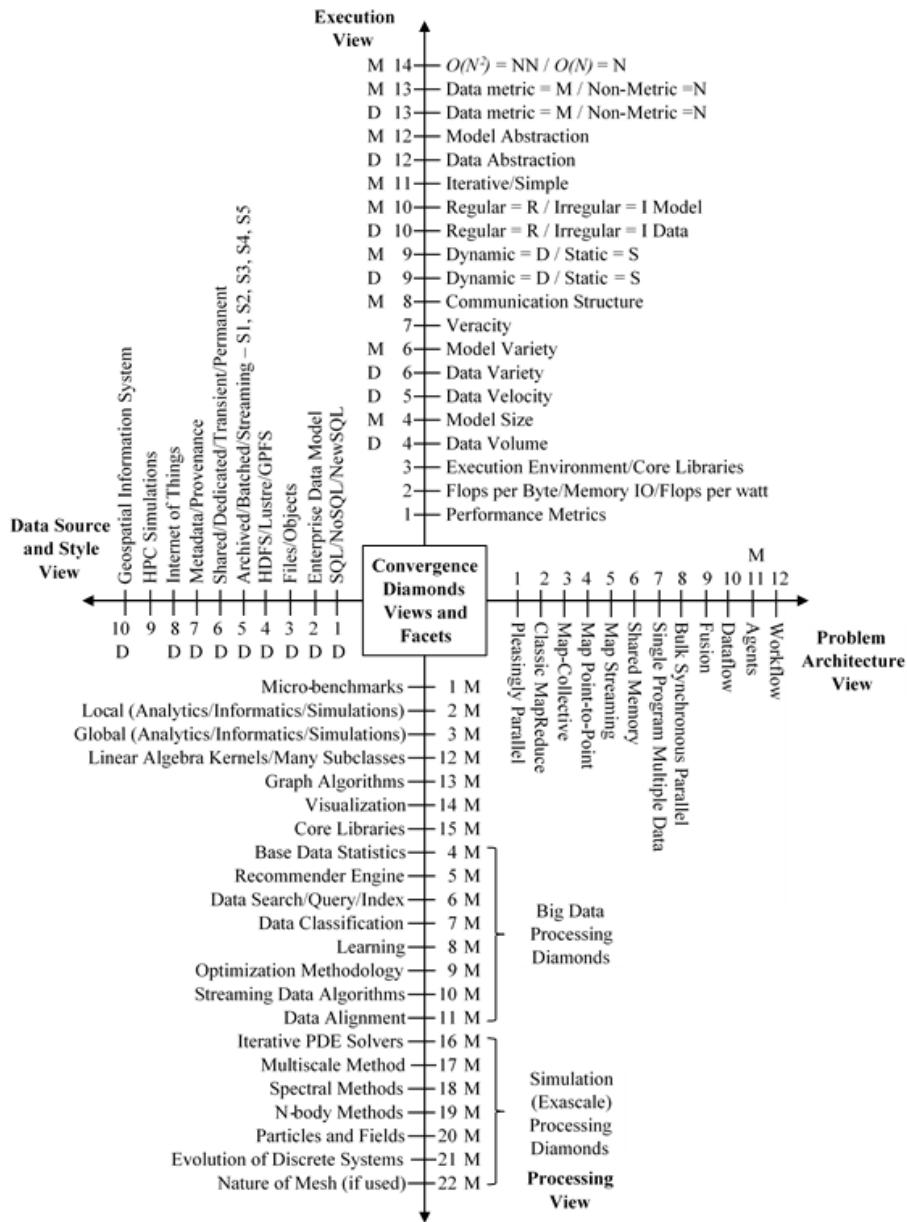 Execution
View
M 14 O(N²) = NN / O(N) = N
M 13 Data metric = M / Non-Metric =N
D 13 Data metric = M / Non-Metric =N
M 12 Model Abstraction
D 12 Data Abstraction
M 11 Iterative/Simple
M 10 Regular = R / Irregular = I Model
D 10 Regular = R / Irregular = I Data
M 9 Dynamic = D / Static = S
D 9 Dynamic = D / Static = S
M 8 Communication Structure
7 Veracity
M 6 Model Variety
D 6 Data Variety
D 5 Data Velocity
M 4 Model Size
D 4 Data Volume
3 Execution Environment/Core Libraries
2 Flops per Byte/Memory IO/Flops per watt
1 Performance Metrics
Data Source
and Style
View
Geospatial Information System
HPC Simulations
Internet of Things
Metadata/Provenance
Shared/Dedicated/Transient/Permanent
Archived/Batched/Streaming – S1, S2, S3, S4, S5
HDFS/Lustre/GPFS
Files/Objects
Enterprise Data Model
SQL/NoSQL/NewSQL
10 9 8 7 6 5 4 3 2 1
D D D D D D D D D
Convergence
Diamonds
Views and
Facets
M
1 2 3 4 5 6 7 8 9 10 11 12
Pleasingly Parallel
Classic MapReduce
Map-Collective
Map Point-to-Point
Map Streaming
Shared Memory
Single Program Multiple Data
Bulk Synchronous Parallel
Fusion
Dataflow
Agents
Workflow
Problem
Architecture
View
Micro-benchmarks 1 M
Local (Analytics/Informatics/Simulations) 2 M
Global (Analytics/Informatics/Simulations) 3 M
Linear Algebra Kernels/Many Subclasses 12 M
Graph Algorithms 13 M
Visualization 14 M
Core Libraries 15 M
Base Data Statistics 4 M
Recommender Engine 5 M
Data Search/Query/Index 6 M
Data Classification 7 M
Learning 8 M
Optimization Methodology 9 M
Streaming Data Algorithms 10 M
Data Alignment 11 M
Big Data
Processing
Diamonds
Iterative PDE Solvers 16 M
Multiscale Method 17 M
Spectral Methods 18 M
N-body Methods 19 M
Particles and Fields 20 M
Evolution of Discrete Systems 21 M
Nature of Mesh (if used) 22 M
Simulation
(Exascale)
Processing
Diamonds
Processing
View